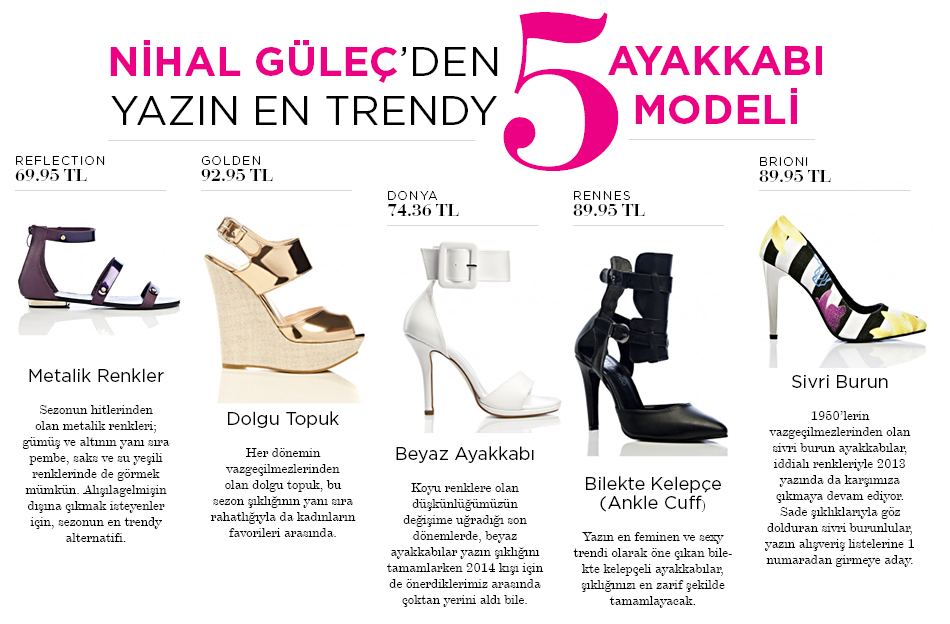 NİHAL GÜLEÇ'DEN
YAZIN EN TRENDY
5
AYAKKABI
MODELİ
REFLECTION
69.95 TL
Metalik Renkler
Sezonun hitlerinden
olan metalik renkleri;
gümüş ve altının yanı sıra
pembe, saks ve su yeşili
renklerinde de görmek
mümkün. Alışılagelmişin
dışına çıkmak isteyenler
için, sezonun en trendy
alternatifi.
GOLDEN
92.95 TL
Dolgu Topuk
Her dönemin
vazgeçilmezlerinden
olan dolgu topuk, bu
sezon şıklığının yanı sıra
rahatlığıyla da kadınların
favorileri arasında.
DONYA
74.36 TL
Beyaz Ayakkabı
Koyu renklere olan
düşkünlüğümüzün
değişime uğradığı son
dönemlerde, beyaz
ayakkabılar yazın şıklığını
tamamlarken 2014 kışı için
de önerdiklerimiz arasında
çoktan yerini aldı bile.
RENNES
89.95 TL
Bilekte Kelepçe
(Ankle Cuff)
Yazın en feminen ve sexy
trendi olarak öne çıkan bile-
kte kelepçeli ayakkabılar,
şıklığınızı en zarif şekilde
tamamlayacak.
BRIONI
89.95 TL
Sivri Burun
1950'lerin
vazgeçilmezlerinden olan
sivri burun ayakkabılar,
iddialı renkleriyle 2013
yazında da karşımıza
çıkmaya devam ediyor.
Sade şıklıklarıyla göz
dolduran sivri burunlular,
yazın alışveriş listelerine 1
numaradan girmeye aday.